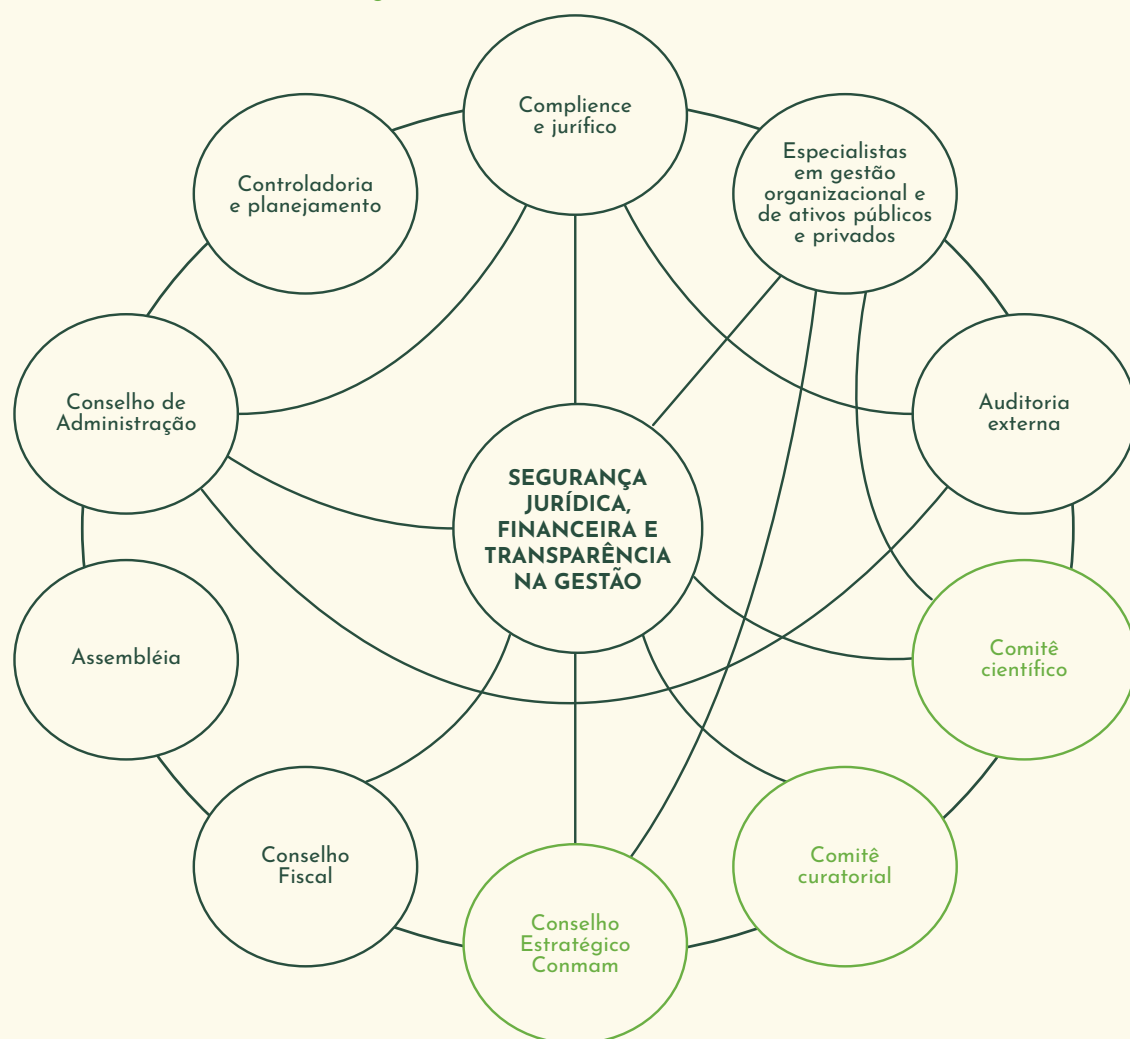 Complience
e jurífico
Especialistas
em gestão
organizacional e
de ativos públicos
e privados
Controladoria
e planejamento
Conselho de
Administração
Auditoria
externa
SEGURANÇA
JURÍDICA,
FINANCEIRA E
TRANSPARÊNCIA
NA GESTÃO
Assembléia
Comitê
científico
Conselho
Fiscal
Comitê
curatorial
Conselho
Estratégico
Conmam